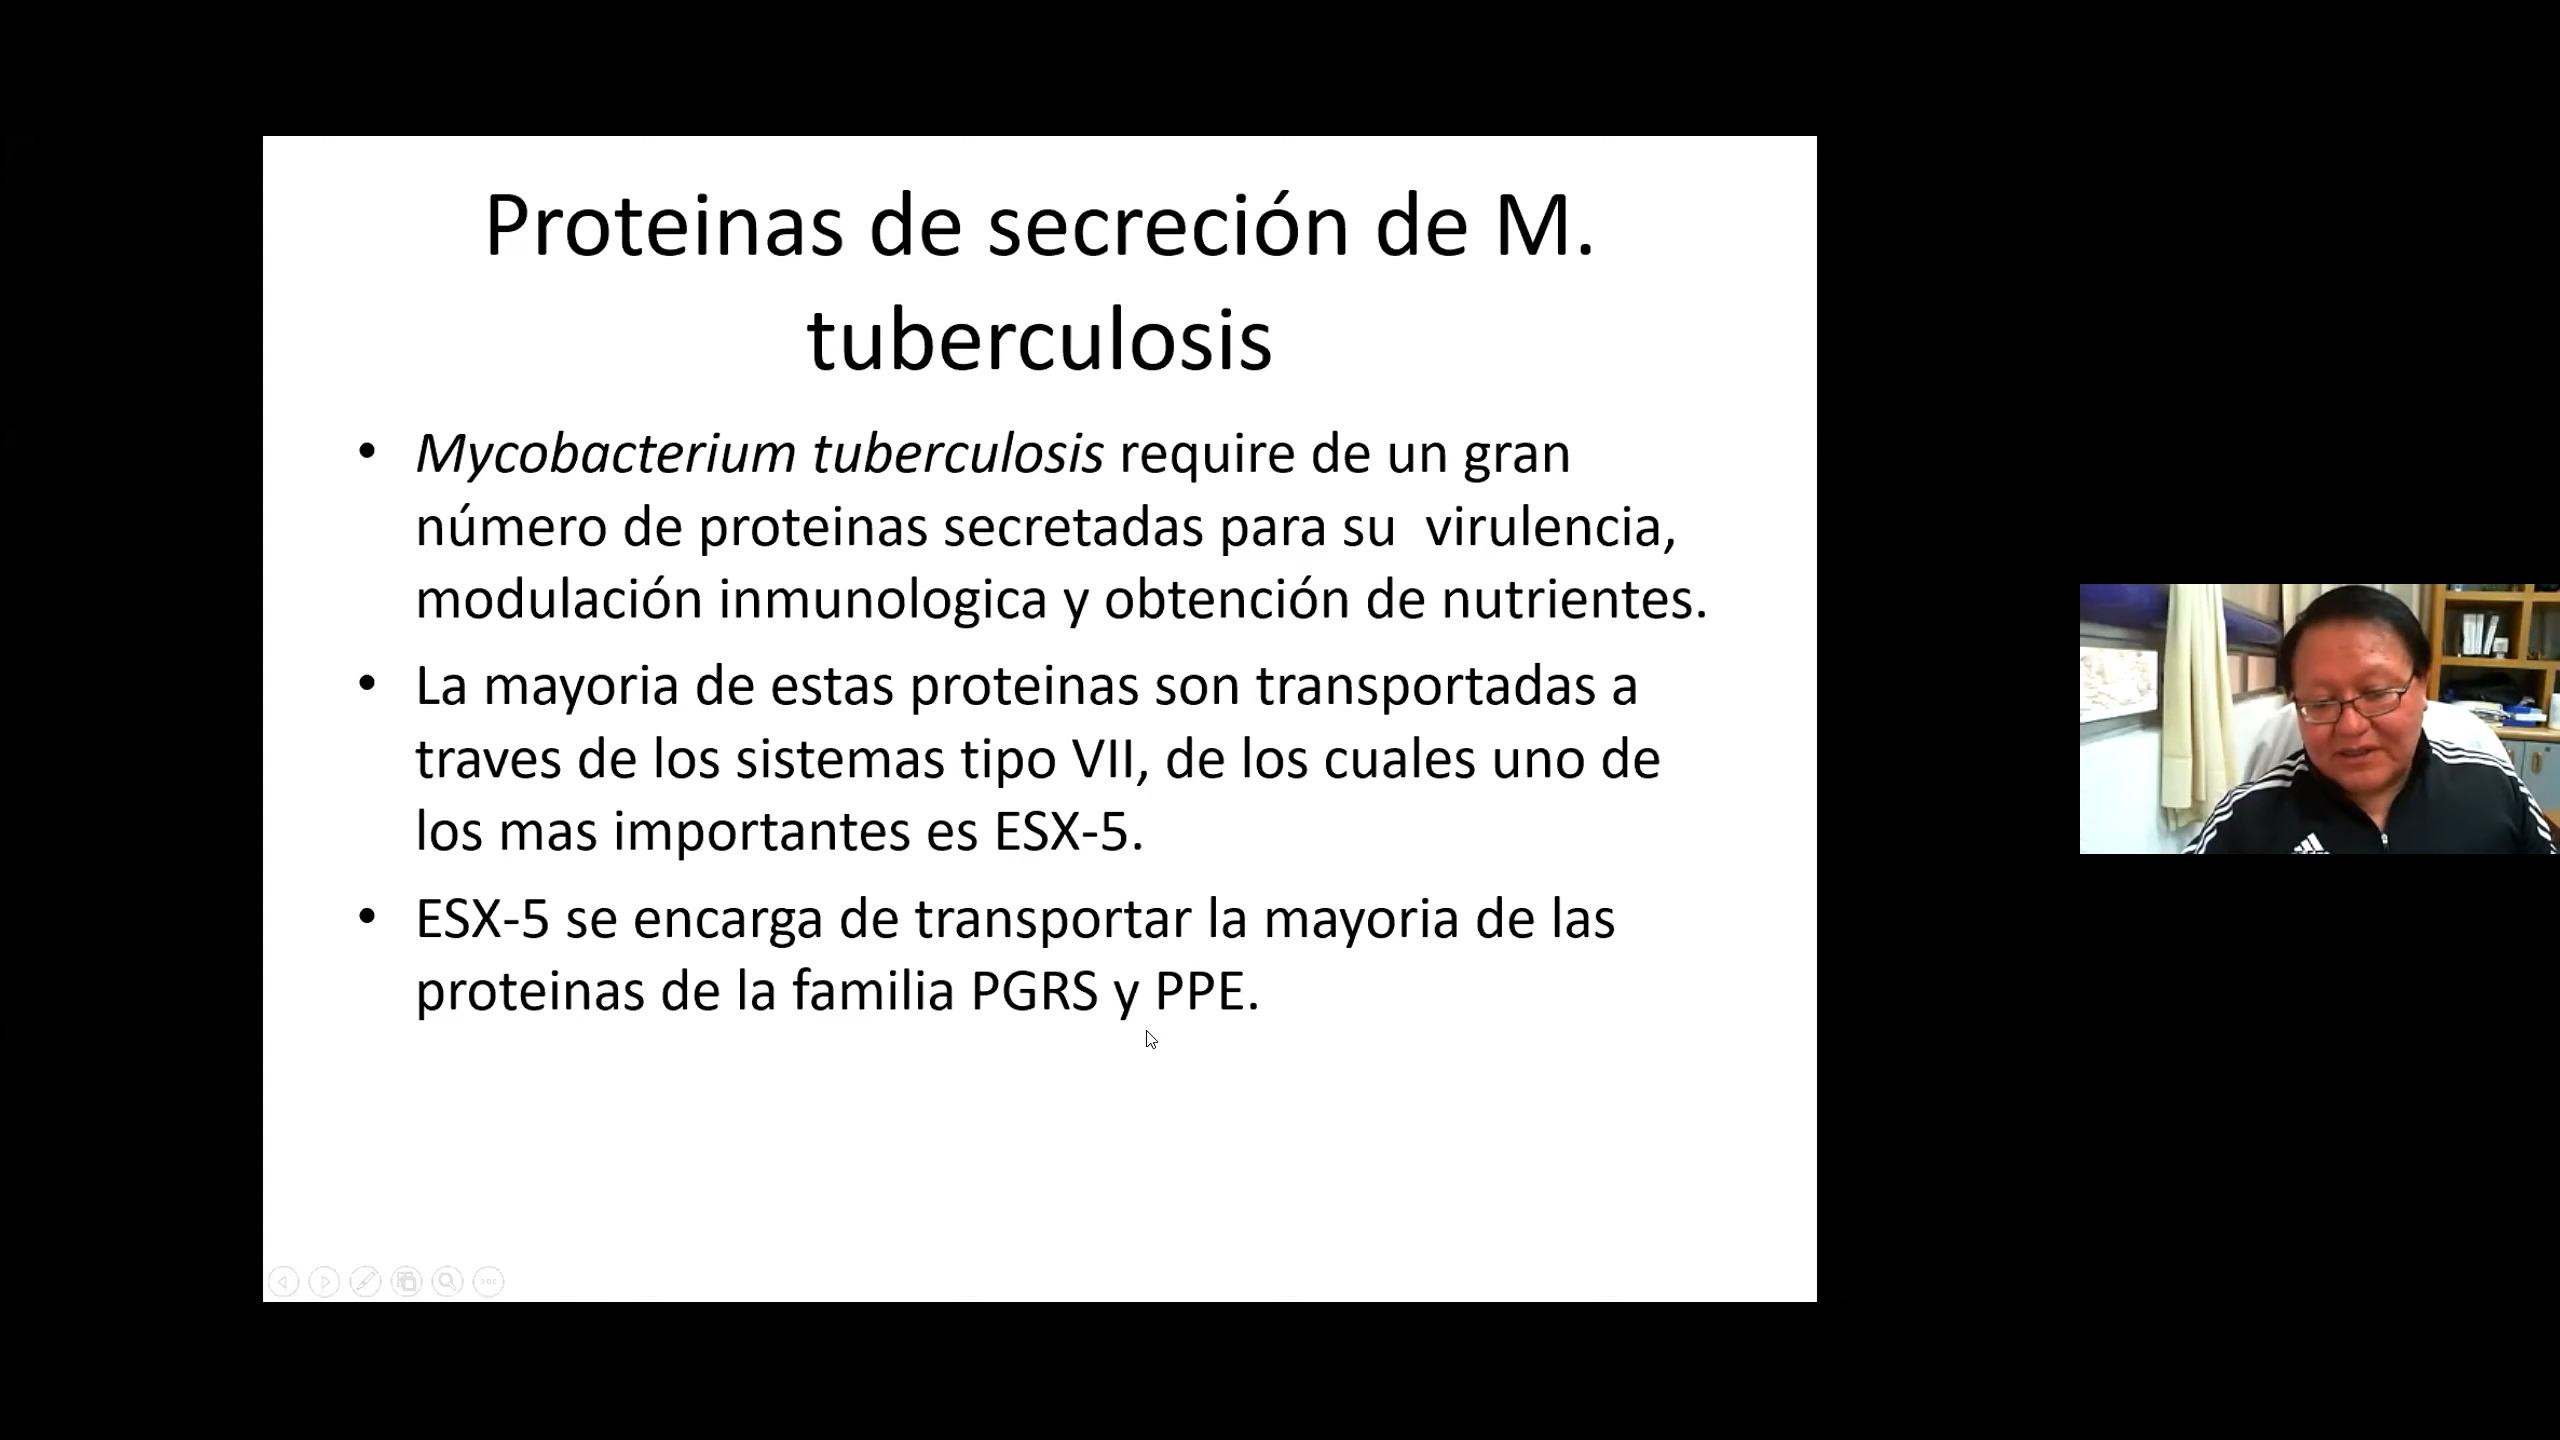 Proteinas de secreción de M.
tuberculosis
• Mycobacterium tuberculosis require de un gran
número de proteinas secretadas para su  virulencia,
modulación inmunologica y obtención de nutrientes.
• La mayoria de estas proteinas son transportadas a
traves de los sistemas tipo VII, de los cuales uno de
los mas importantes es ESX-5.
• ESX-5 se encarga de transportar la mayoria de las
proteinas de la familia PGRS y PPE.